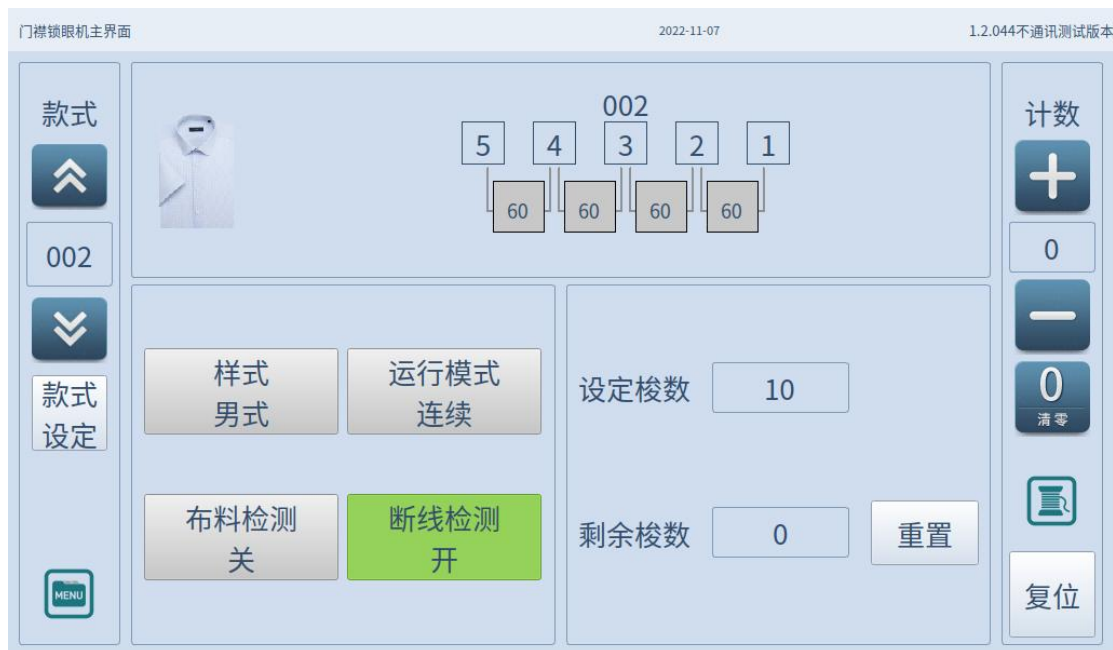 门襟锁眼机主界面
2022-11-07
1.2.044不通讯测试版本
款式
002
款式
设定
MENU
002
5
4
3
2
1
60
60
60
60
样式
男式
运行模式
连续
布料检测
关
断线检测
开
设定梭数
10
剩余梭数
0
重置
计数
0
0
清零
复位